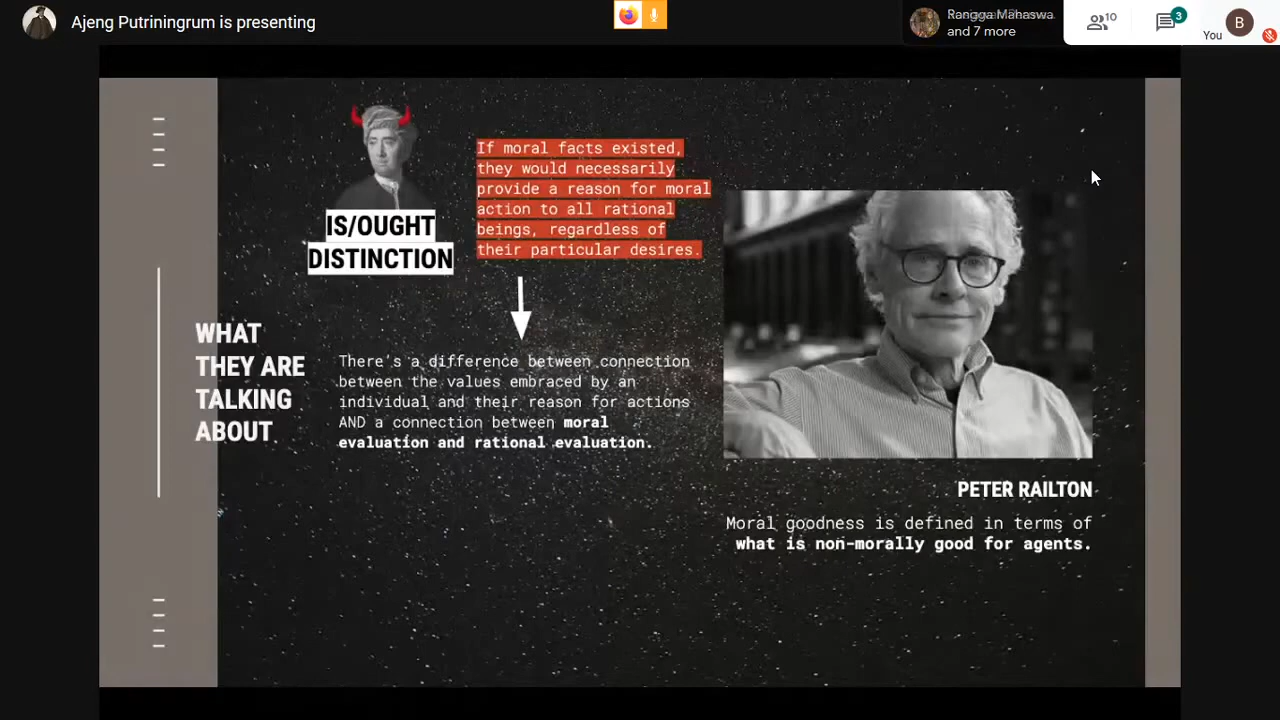 Ajeng Putriningrum is presenting
Rangga Mahaswa
and 7 more
10
3
You
B
IS/OUGHT
DISTINCTION
If moral facts existed,
they would necessarily
provide a reason for moral
action to all rational
beings, regardless of
their particular desires.
WHAT
THEY ARE
TALKING
ABOUT
There's a difference between connection
between the values embraced by an
individual and their reason for actions
AND a connection between moral
evaluation and rational evaluation.
PETER RAILTON
Moral goodness is defined in terms of
what is non-morally good for agents.